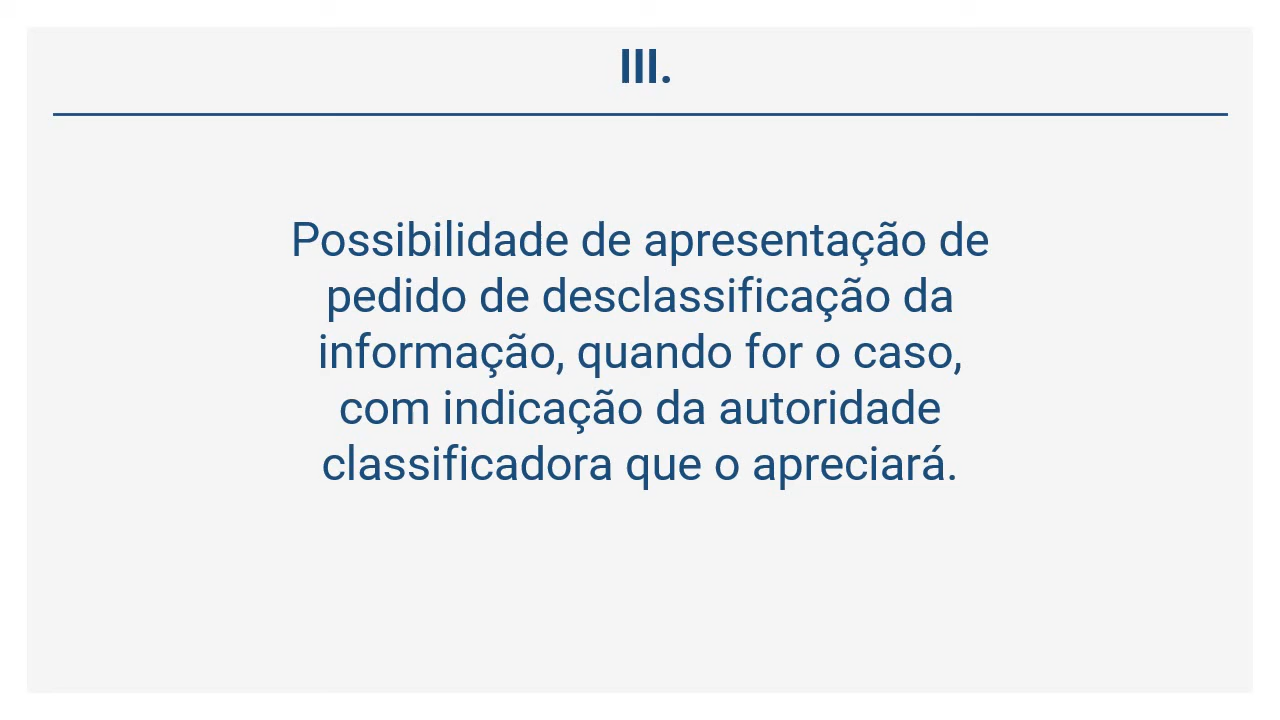 III.
Possibilidade de apresentação de
pedido de desclassificação da
informação, quando for o caso,
com indicação da autoridade
classificadora que o apreciará.